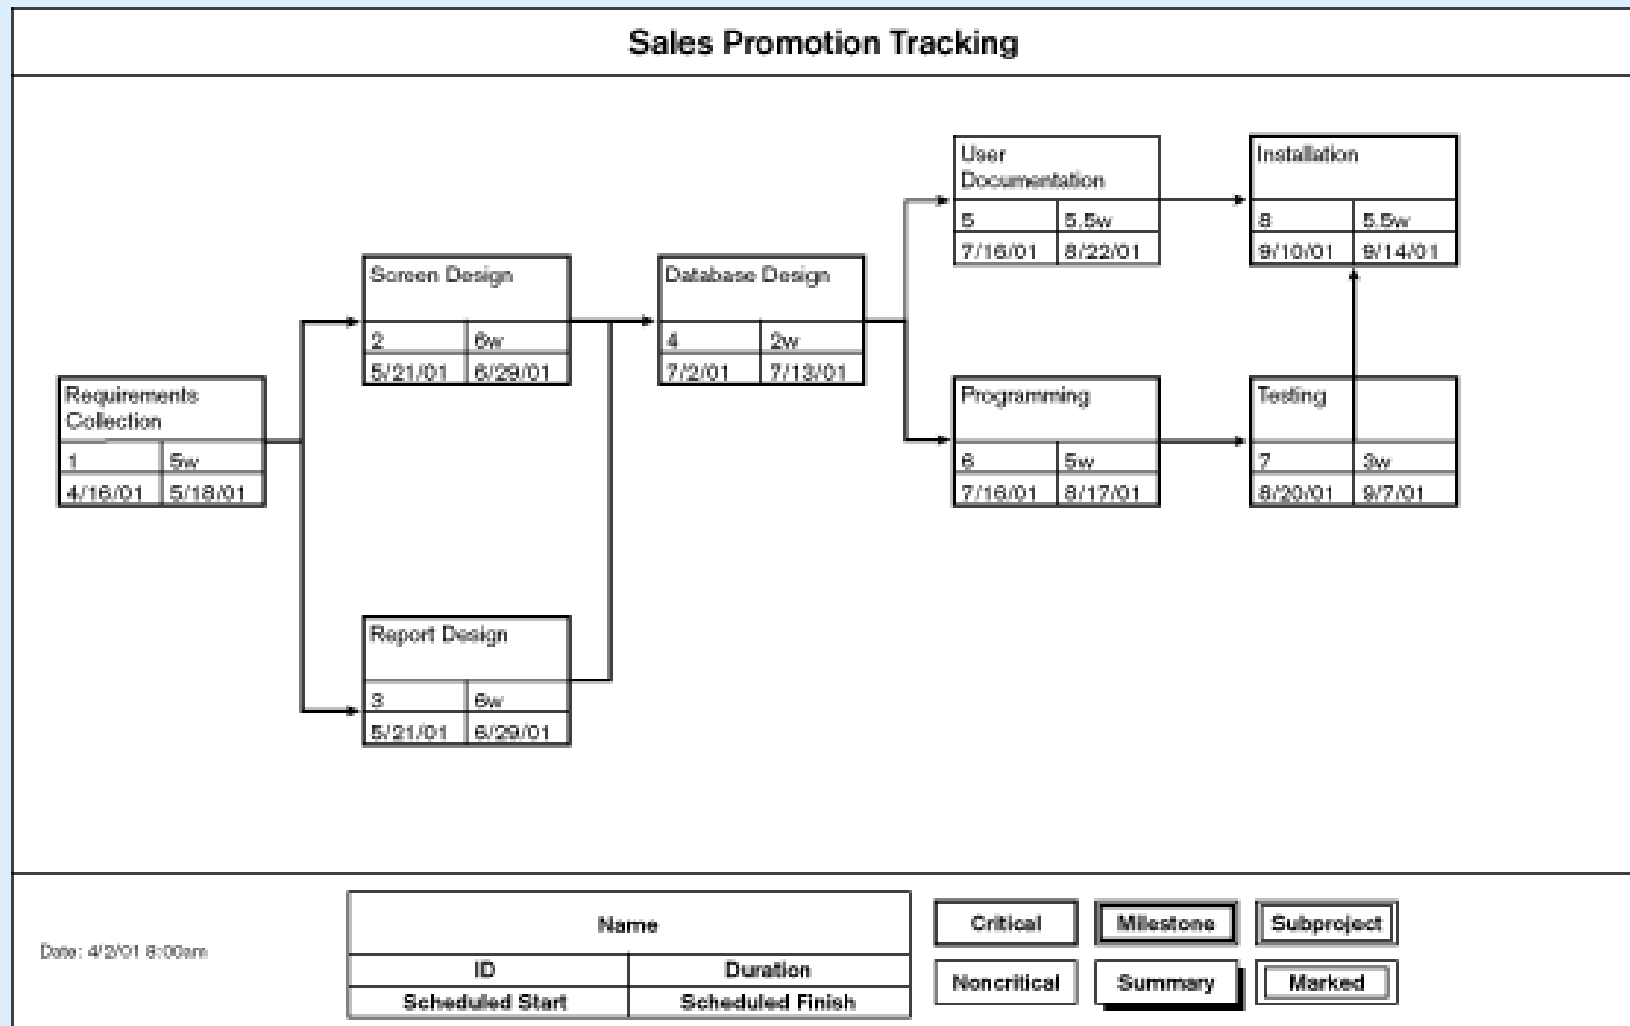 Sales Promotion Tracking
User
Documentation
5 5.5w
7/16/01 8/22/01
Installation
8 5.5w
9/10/01 9/14/01
Screen Design
2 6w
5/21/01 6/29/01
Database Design
4 2w
7/2/01 7/13/01
Requirements
Collection
1 5w
4/16/01 5/18/01
Programming
6 5w
7/16/01 8/17/01
Testing
7 3w
8/20/01 9/7/01
Report Design
3 6w
5/21/01 6/29/01
Date: 4/2/01 8:00am
Name
ID Duration
Scheduled Start Scheduled Finish
Critical Milestone Subproject
Noncritical Summary Marked